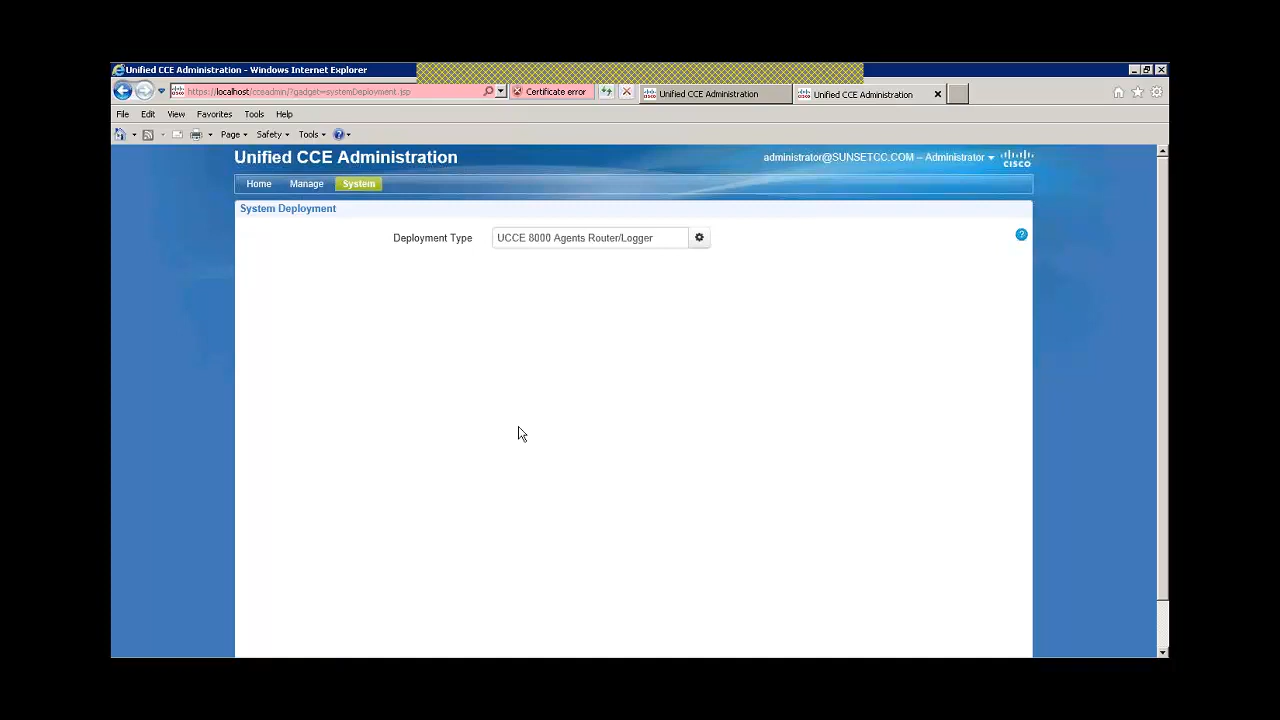 Unified CCE Administration - Windows Internet Explorer
https://localhost/cceadmin/?gadget=systemDeployment.jsp
Certificate error
Unified CCE Administration
Unified CCE Administration
File Edit View Favorites Tools Help
Page Safety Tools
Unified CCE Administration
administrator@SUNSETCC.COM – Administrator
CISCO
Home Manage System
System Deployment
Deployment Type UCCE 8000 Agents Router/Logger